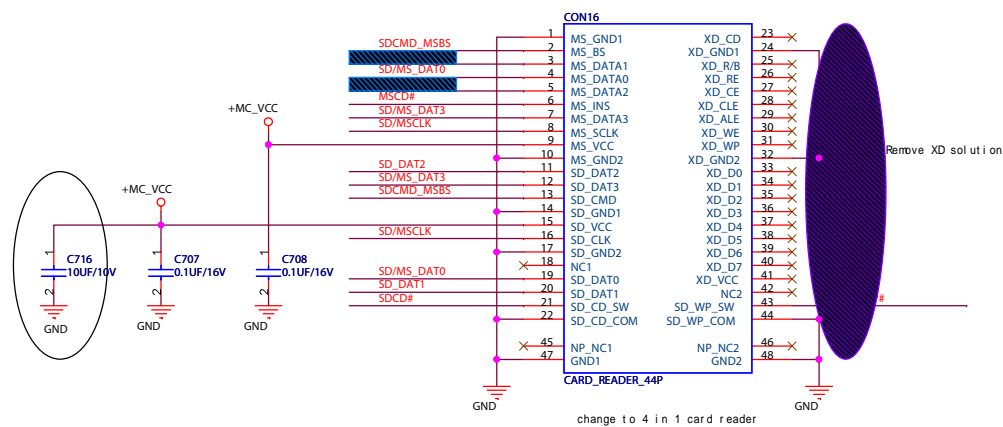 CON16
1 MS_GND1 XD_CD 23
SDCMD_MSBS 2 MS_BS XD_GND1 24
3 MS_DATA1 XD_R/B 25
SD/MS_DAT0 4 MS_DATA0 XD_RE 26
5 MS_DATA2 XD_CE 27
MSCD# 6 MS_INS XD_CLE 28
SD/MS_DAT3 7 MS_DATA3 XD_ALE 29
SD/MSCLK 8 MS_SCLK XD_WE 30
+MC_VCC
9 MS_VCC XD_WP 31
Remove XD solution
10 MS_GND2 XD_GND2 32
SD_DAT2 11 SD_DAT2 XD_D0 33
SD/MS_DAT3 12 SD_DAT3 XD_D1 34
SDCMD_MSBS 13 SD_CMD XD_D2 35
+MC_VCC
14 SD_GND1 XD_D3 36
15 SD_VCC XD_D4 37
SD/MSCLK 16 SD_CLK XD_D5 38
17 SD_GND2 XD_D6 39
18 NC1 XD_D7 40
SD/MS_DAT0 19 SD_DAT0 XD_VCC 41
SD_DAT1 20 SD_DAT1 NC2 42
SDCD# 21 SD_CD_SW SD_WP_SW 43 #
22 SD_CD_COM SD_WP_COM 44
45 NP_NC1 NP_NC2 46
47 GND1 GND2 48
CARD_READER_44P
1 C716 10UF/10V 2 GND
1 C707 0.1UF/16V 2 GND
1 C708 0.1UF/16V 2 GND
GND
GND
change to 4 in 1 card reader